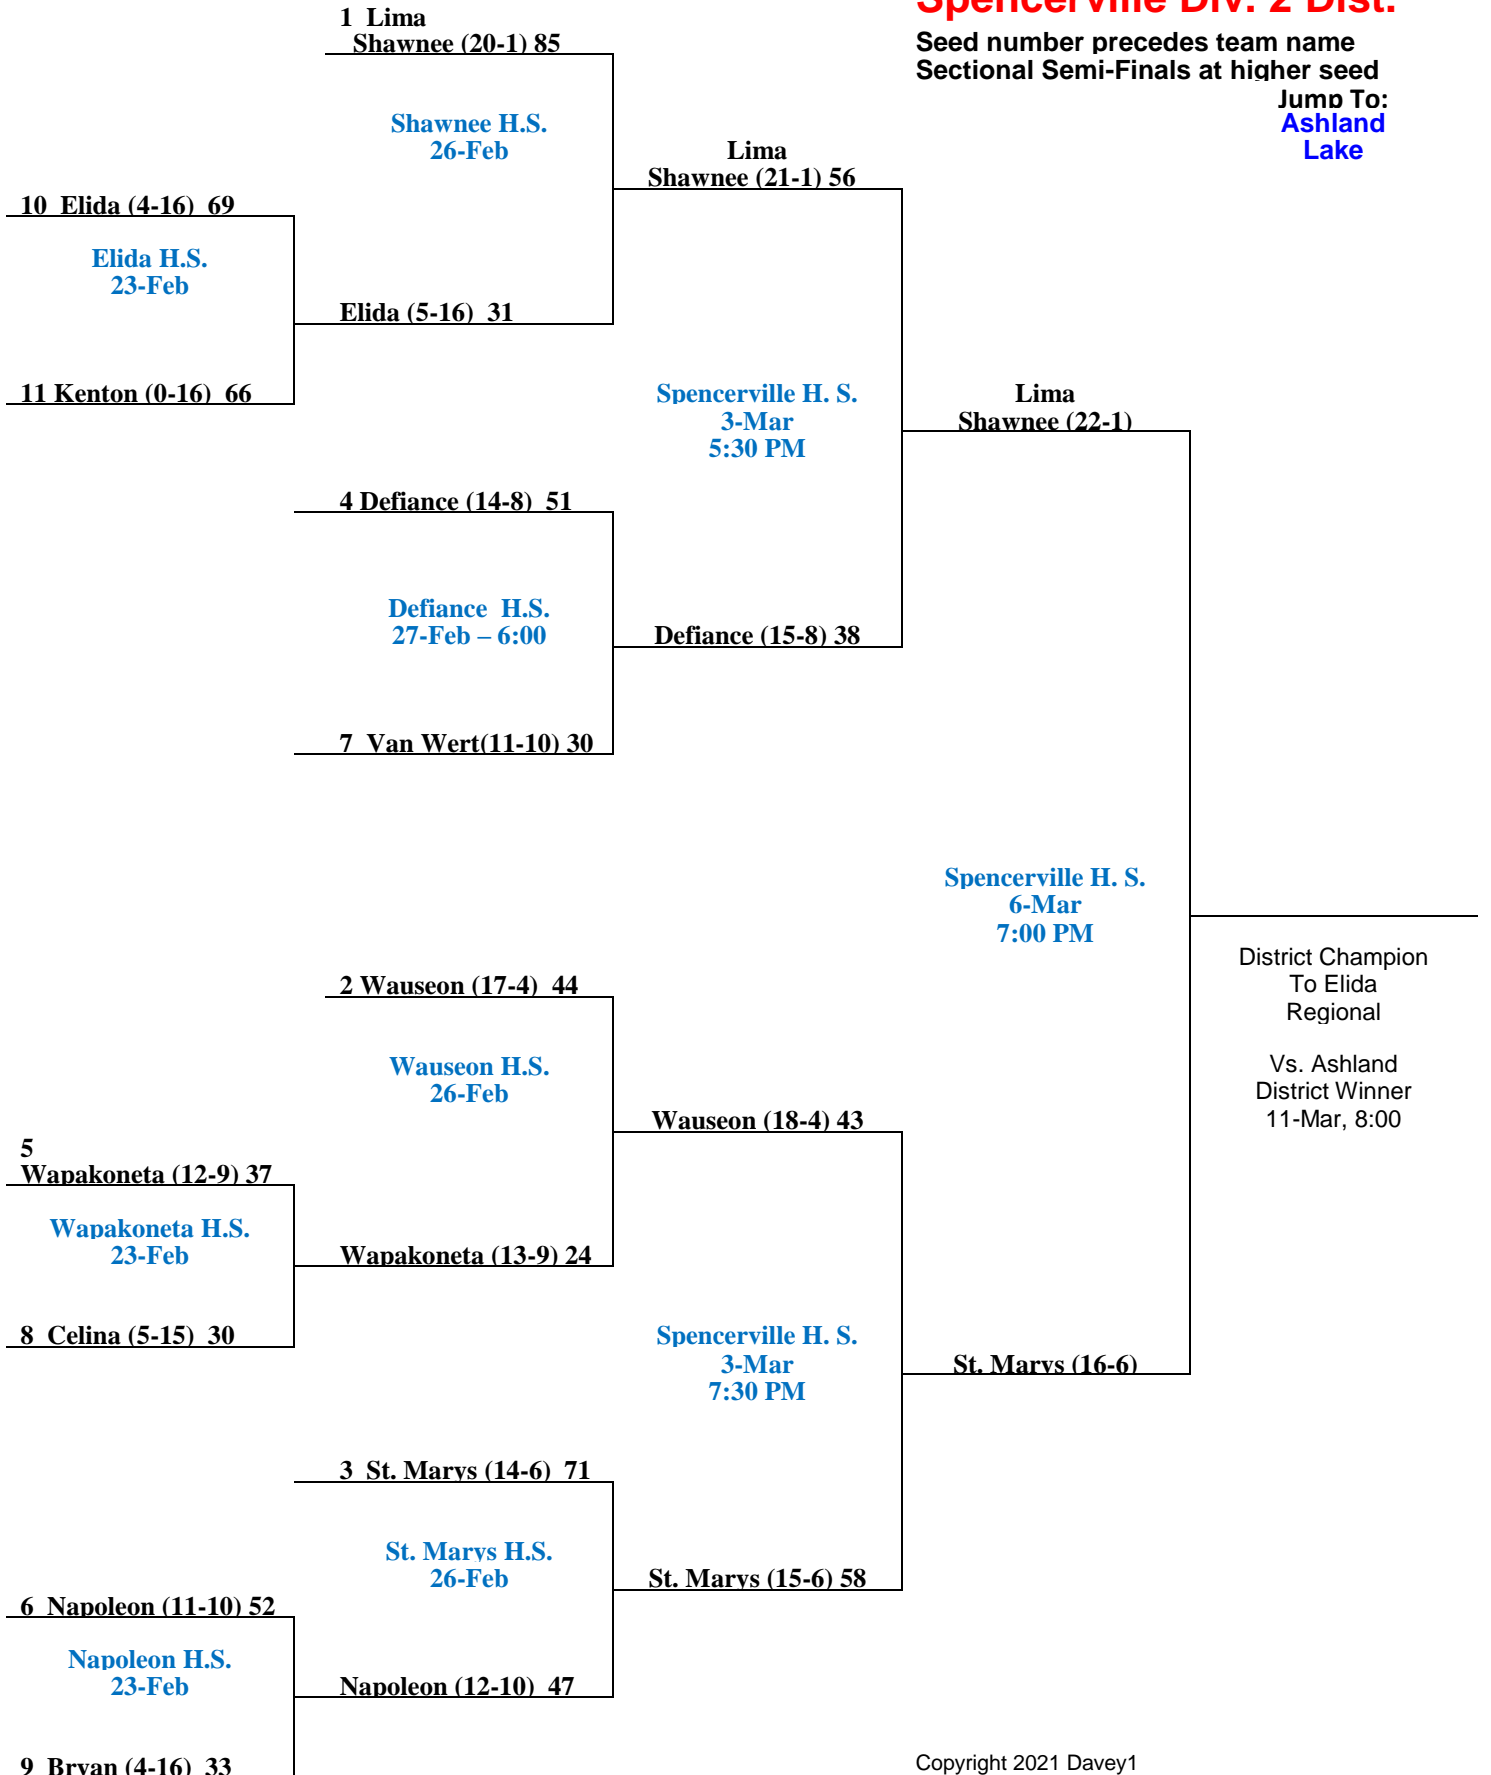 Spencerville Div. 2 Dist.
Seed number precedes team name
Sectional Semi-Finals at higher seed
Jump To:
Ashland
Lake
1 Lima
Shawnee (20-1) 85
Shawnee H.S.
26-Feb
Lima
Shawnee (21-1) 56
10 Elida (4-16) 69
Elida H.S.
23-Feb
Elida (5-16) 31
11 Kenton (0-16) 66
Spencerville H. S.
3-Mar
5:30 PM
Lima
Shawnee (22-1)
4 Defiance (14-8) 51
Defiance H.S.
27-Feb – 6:00
Defiance (15-8) 38
7 Van Wert(11-10) 30
Spencerville H. S.
6-Mar
7:00 PM
District Champion
To Elida
Regional
Vs. Ashland
District Winner
11-Mar, 8:00
2 Wauseon (17-4) 44
Wauseon H.S.
26-Feb
Wauseon (18-4) 43
5
Wapakoneta (12-9) 37
Wapakoneta H.S.
23-Feb
Wapakoneta (13-9) 24
8 Celina (5-15) 30
Spencerville H. S.
3-Mar
7:30 PM
St. Marys (16-6)
3 St. Marys (14-6) 71
St. Marys H.S.
26-Feb
St. Marys (15-6) 58
6 Napoleon (11-10) 52
Napoleon H.S.
23-Feb
Napoleon (12-10) 47
9 Bryan (4-16) 33
Copyright 2021 Davey1